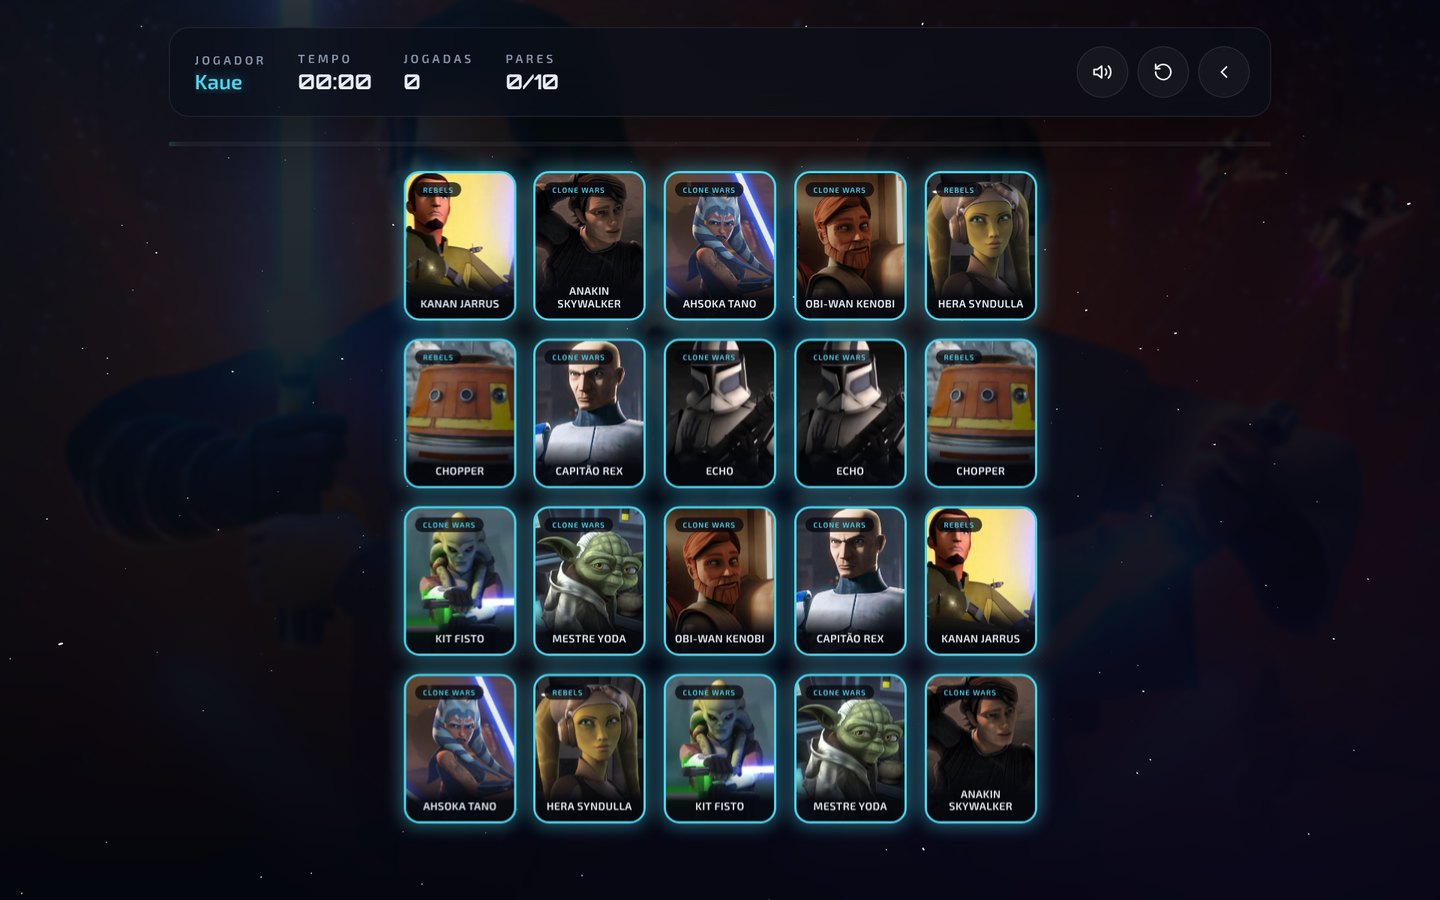 JOGADOR
Kaue
TEMPO
00:00
JOGADAS
0
PARES
0/10
REBELS
KANAN JARRUS
CLONE WARS
ANAKIN
SKYWALKER
CLONE WARS
AHSOKA TANO
CLONE WARS
OBI-WAN KENOBI
REBELS
HERA SYNDULLA
REBELS
CHOPPER
CLONE WARS
CAPITÃO REX
CLONE WARS
ECHO
CLONE WARS
ECHO
REBELS
CHOPPER
CLONE WARS
KIT FISTO
CLONE WARS
MESTRE YODA
CLONE WARS
OBI-WAN KENOBI
CLONE WARS
CAPITÃO REX
REBELS
KANAN JARRUS
CLONE WARS
AHSOKA TANO
REBELS
HERA SYNDULLA
CLONE WARS
KIT FISTO
CLONE WARS
MESTRE YODA
CLONE WARS
ANAKIN
SKYWALKER